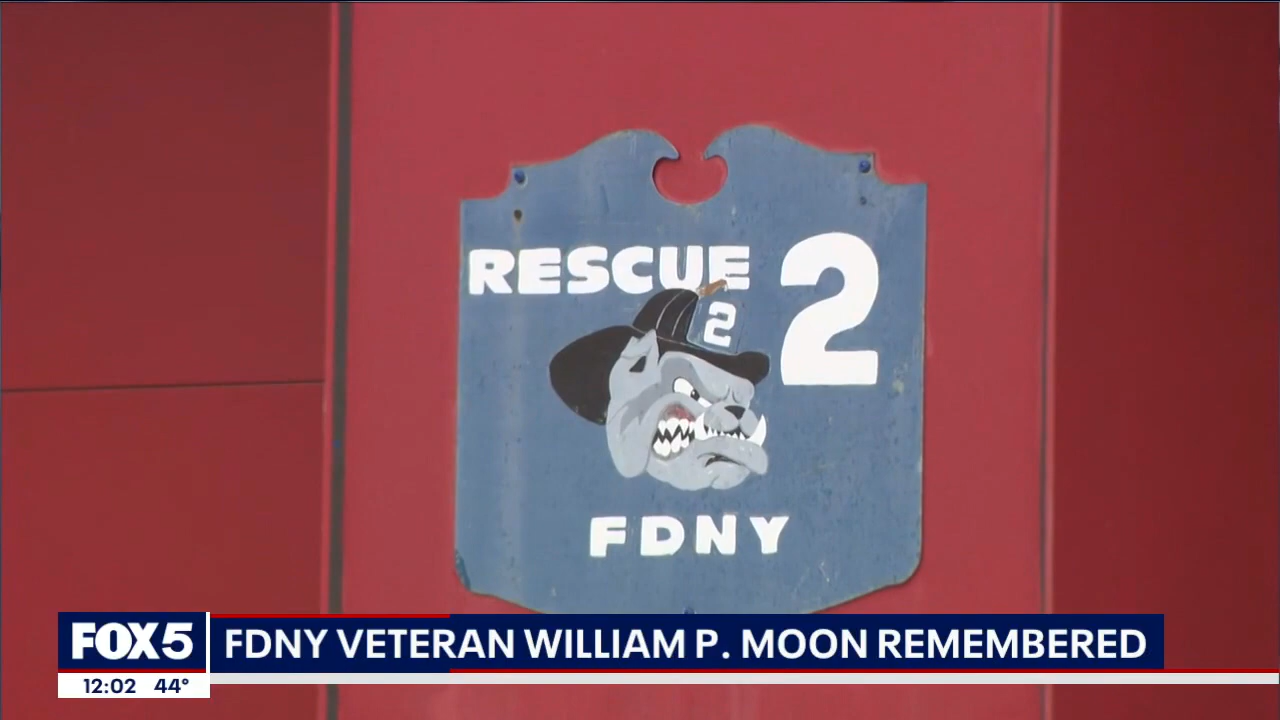 RESCUE 2
2
FDNY
FOX5
FDNY VETERAN WILLIAM P. MOON REMEMBERED
12:02 44°